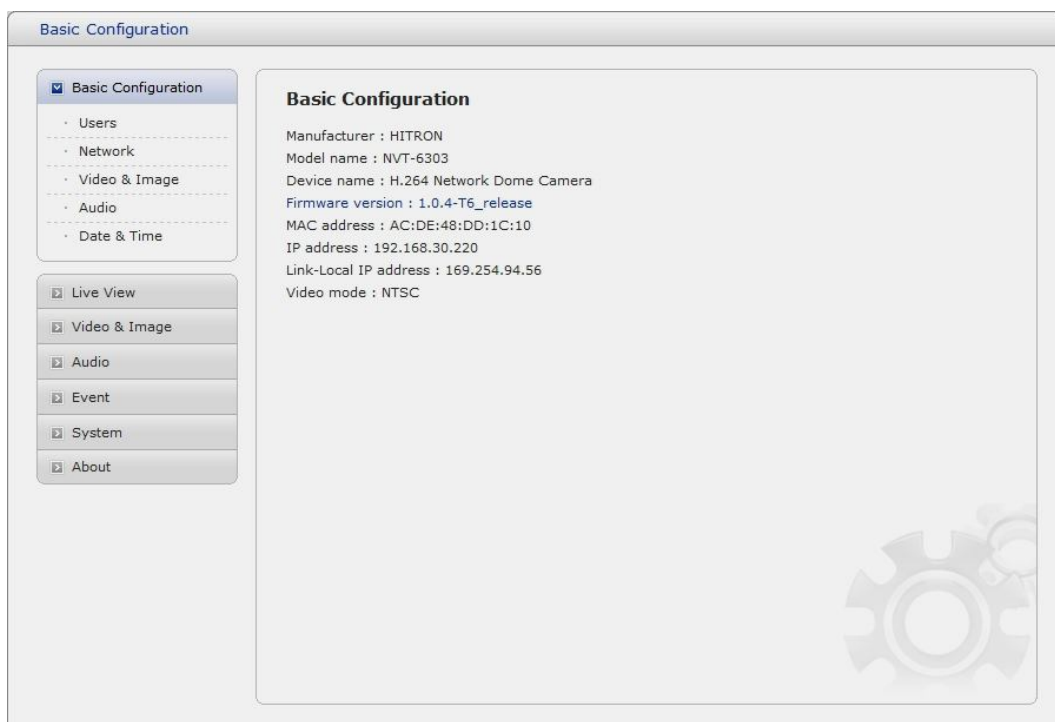 Basic Configuration
Basic Configuration
Users
Network
Video & Image
Audio
Date & Time
Live View
Video & Image
Audio
Event
System
About
Basic Configuration
Manufacturer : HITRON
Model name : NVT-6303
Device name : H.264 Network Dome Camera
Firmware version : 1.0.4-T6_release
MAC address : AC:DE:48:DD:1C:10
IP address : 192.168.30.220
Link-Local IP address : 169.254.94.56
Video mode : NTSC